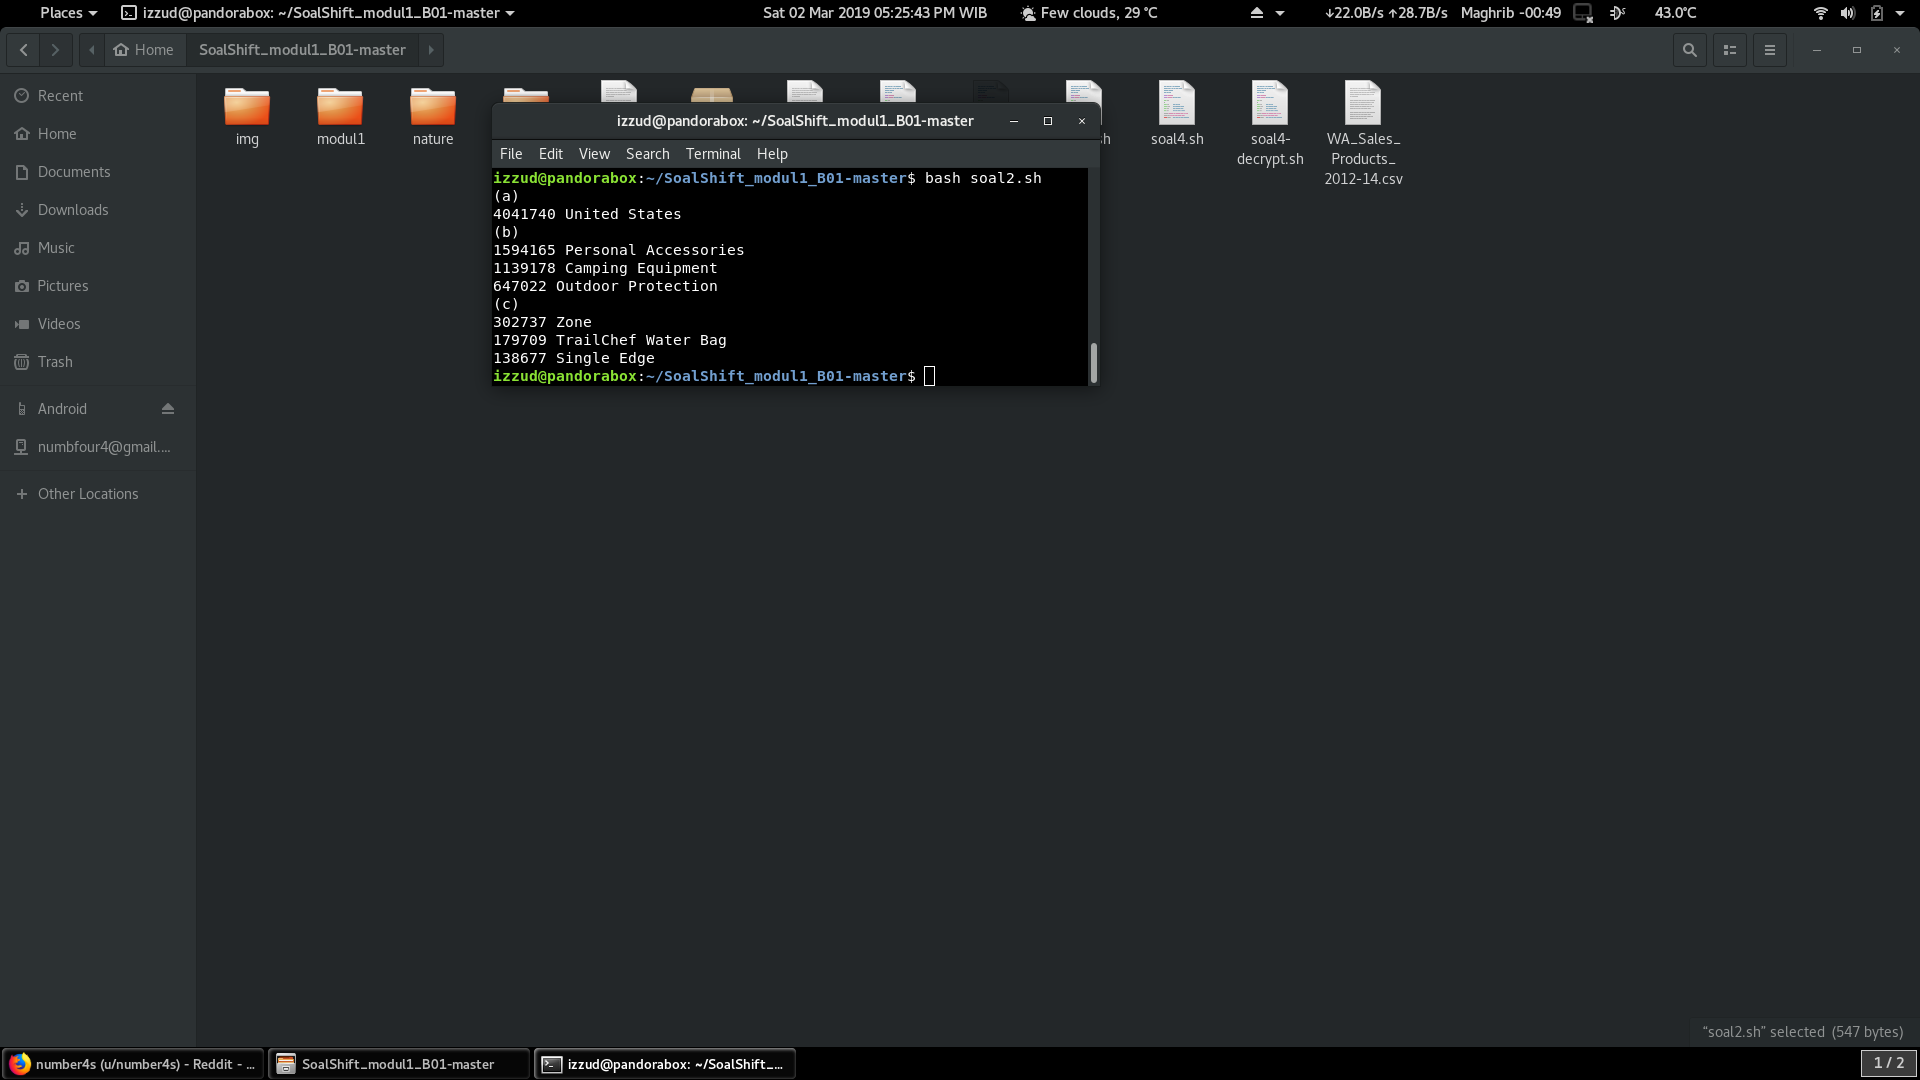 Places
izzud@pandorabox: ~/SoalShift_modul1_B01-master
Sat 02 Mar 2019 05:25:43 PM WIB
Few clouds, 29 °C
↓22.0B/s ↑28.7B/s
Maghrib -00:49
43.0°C
Home
SoalShift_modul1_B01-master
Recent
Home
Documents
Downloads
Music
Pictures
Videos
Trash
Android
numbfour4@gmail....
+ Other Locations
img
modul1
nature
sh
soal4.sh
soal4-
decrypt.sh
WA_Sales_
Products_
2012-14.csv
izzud@pandorabox: ~/SoalShift_modul1_B01-master
File Edit View Search Terminal Help
izzud@pandorabox:~/SoalShift_modul1_B01-master$ bash soal2.sh
(a)
4041740 United States
(b)
1594165 Personal Accessories
1139178 Camping Equipment
647022 Outdoor Protection
(c)
302737 Zone
179709 TrailChef Water Bag
138677 Single Edge
izzud@pandorabox:~/SoalShift_modul1_B01-master$
“soal2.sh” selected (547 bytes)
number4s (u/number4s) - Reddit - ...
SoalShift_modul1_B01-master
izzud@pandorabox: ~/SoalShift_...
1 / 2